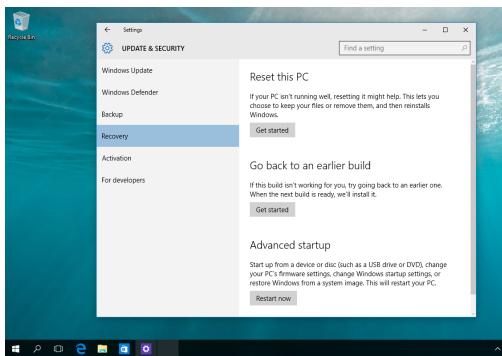 Recycle Bin
Settings
UPDATE & SECURITY
Find a setting
Windows Update
Windows Defender
Backup
Recovery
Activation
For developers
Reset this PC
If your PC isn't running well, resetting it might help. This lets you
choose to keep your files or remove them, and then reinstalls
Windows.
Get started
Go back to an earlier build
If this build isn't working for you, try going back to an earlier one.
When the next build is ready, we'll install it.
Get started
Advanced startup
Start up from a device or disc (such as a USB drive or DVD), change
your PC's firmware settings, change Windows startup settings, or
restore Windows from a system image. This will restart your PC.
Restart now